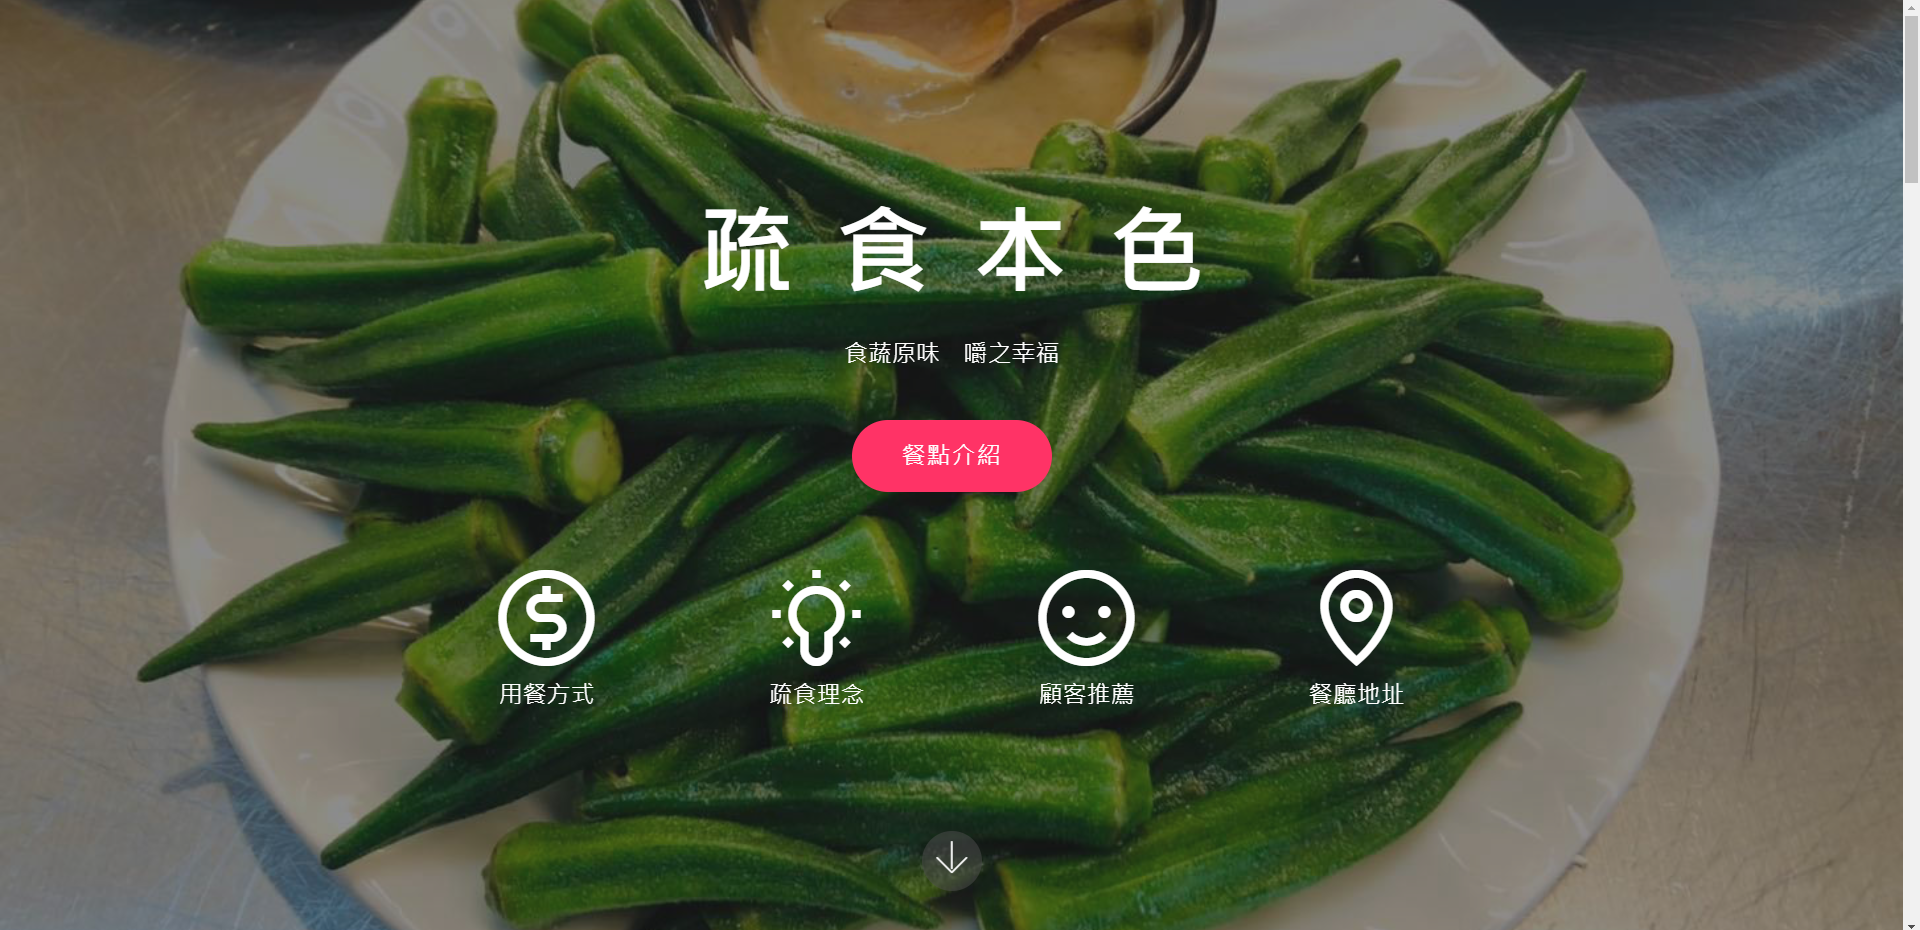 疏食本色
食蔬原味　嚼之幸福
餐點介紹
用餐方式
疏食理念
顧客推薦
餐廳地址